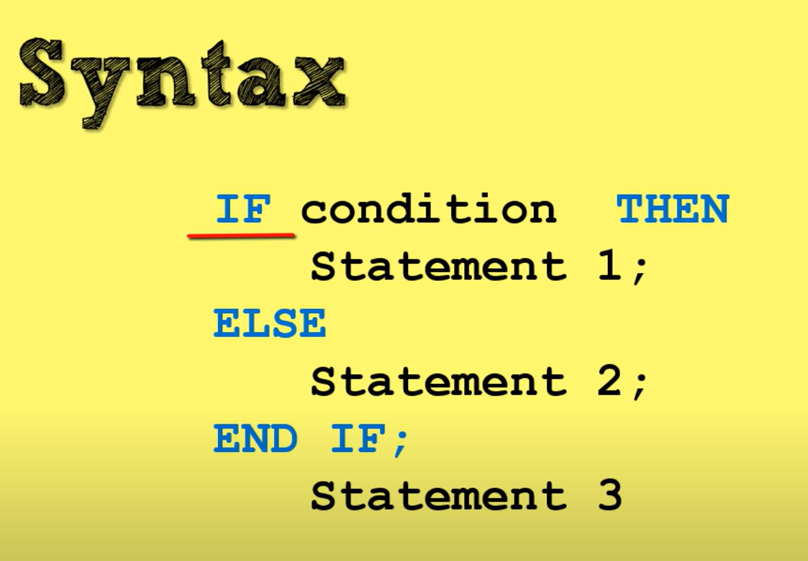 Syntax
IF condition THEN
Statement 1;
ELSE
Statement 2;
END IF;
Statement 3